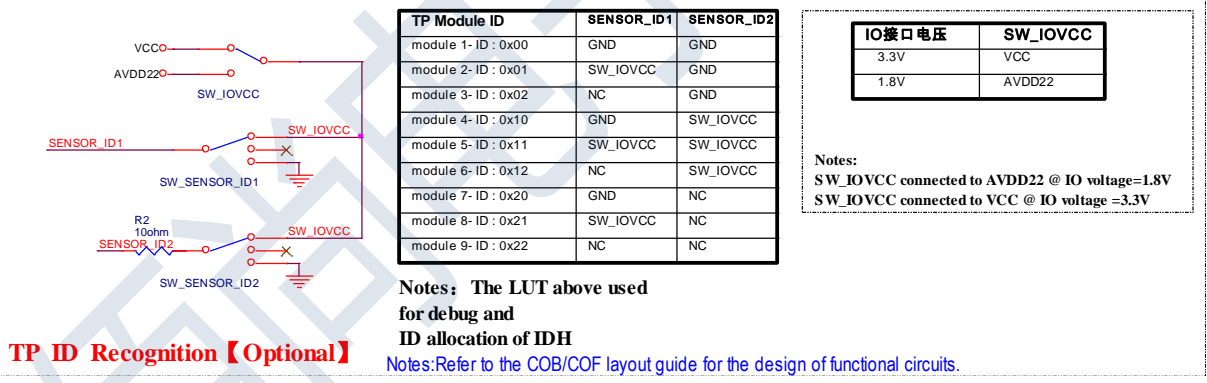 VCC
AVDD22
SW_IOVCC
SENSOR_ID1
SW_IOVCC
SW_SENSOR_ID1
R2
10ohm
SENSOR_ID2
SW_IOVCC
SW_SENSOR_ID2
TP ID Recognition【Optional】
TP Module ID SENSOR_ID1 SENSOR_ID2
module 1- ID : 0x00 GND GND
module 2- ID : 0x01 SW_IOVCC GND
module 3- ID : 0x02 NC GND
module 4- ID : 0x10 GND SW_IOVCC
module 5- ID : 0x11 SW_IOVCC SW_IOVCC
module 6- ID : 0x12 NC SW_IOVCC
module 7- ID : 0x20 GND NC
module 8- ID : 0x21 SW_IOVCC NC
module 9- ID : 0x22 NC NC
Notes：The LUT above used
for debug and
ID allocation of IDH
Notes:Refer to the COB/COF layout guide for the design of functional circuits.
IO接口电压 SW_IOVCC
3.3V VCC
1.8V AVDD22
Notes:
SW_IOVCC connected to AVDD22 @ IO voltage=1.8V
SW_IOVCC connected to VCC @ IO voltage =3.3V